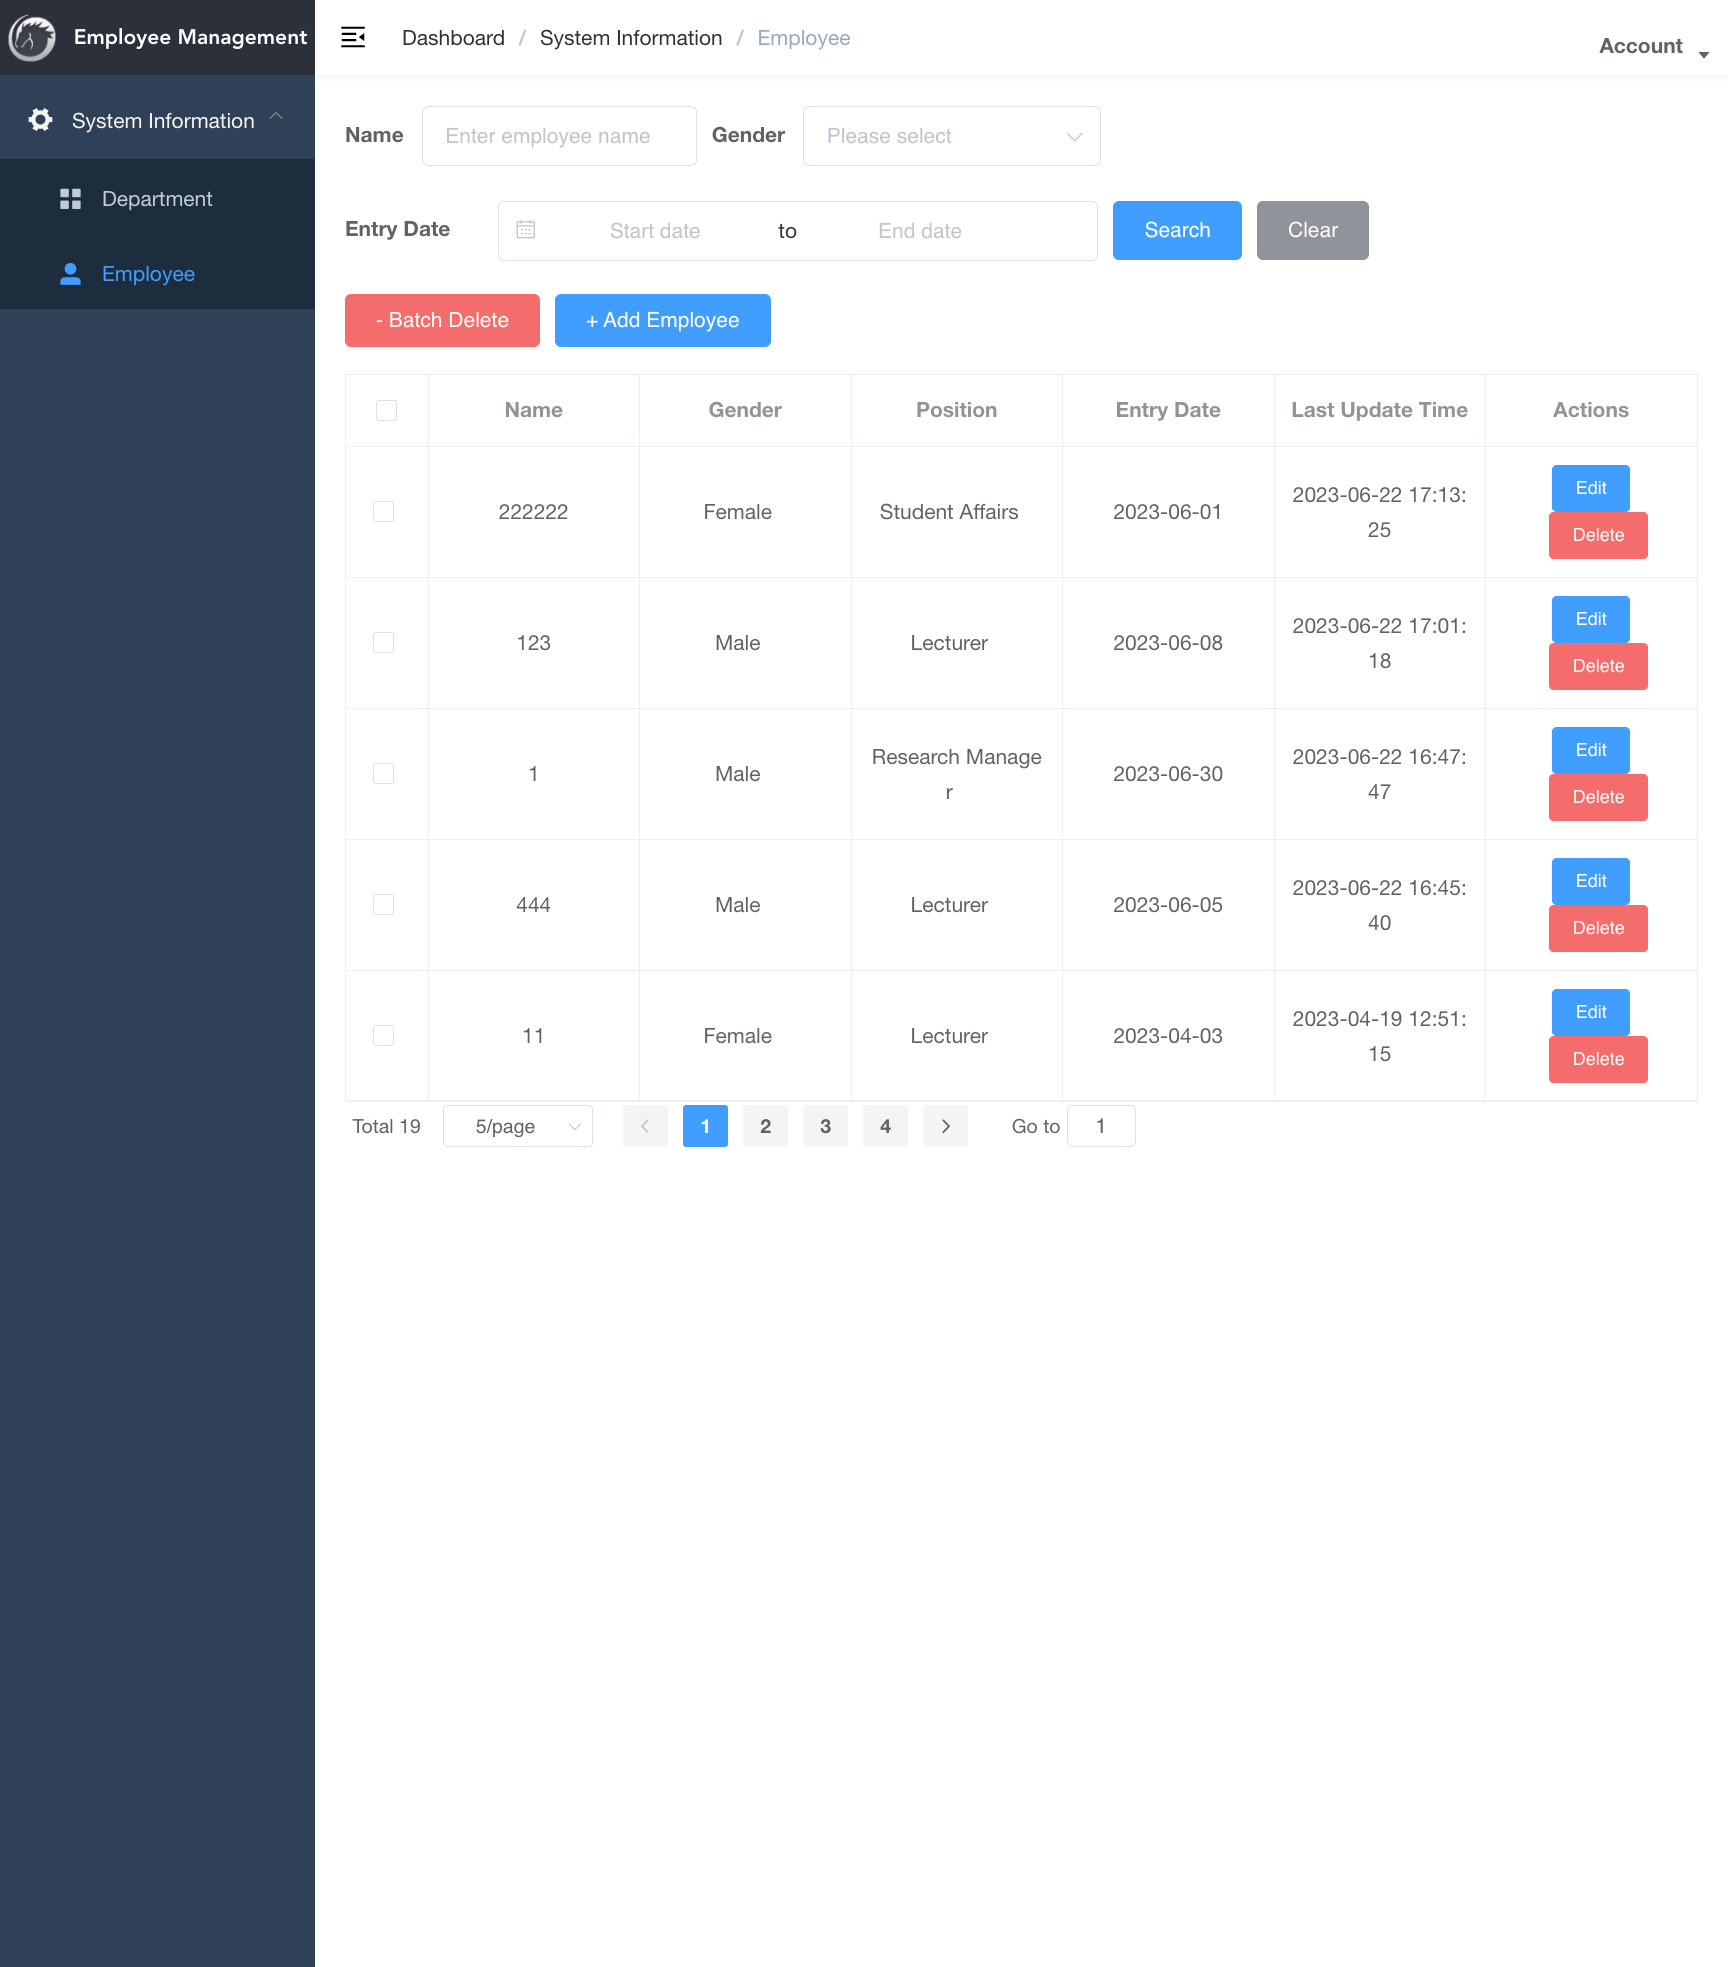 Employee Management
Dashboard / System Information / Employee
Account
System Information
Department
Employee
Name Enter employee name Gender Please select
Entry Date Start date to End date Search Clear
- Batch Delete + Add Employee
Name Gender Position Entry Date Last Update Time Actions
222222 Female Student Affairs 2023-06-01 2023-06-22 17:13:
25
Edit
Delete
123 Male Lecturer 2023-06-08 2023-06-22 17:01:
18
Edit
Delete
1 Male Research Manage
r
2023-06-30 2023-06-22 16:47:
47
Edit
Delete
444 Male Lecturer 2023-06-05 2023-06-22 16:45:
40
Edit
Delete
11 Female Lecturer 2023-04-03 2023-04-19 12:51:
15
Edit
Delete
Total 19 5/page 1 2 3 4 Go to 1